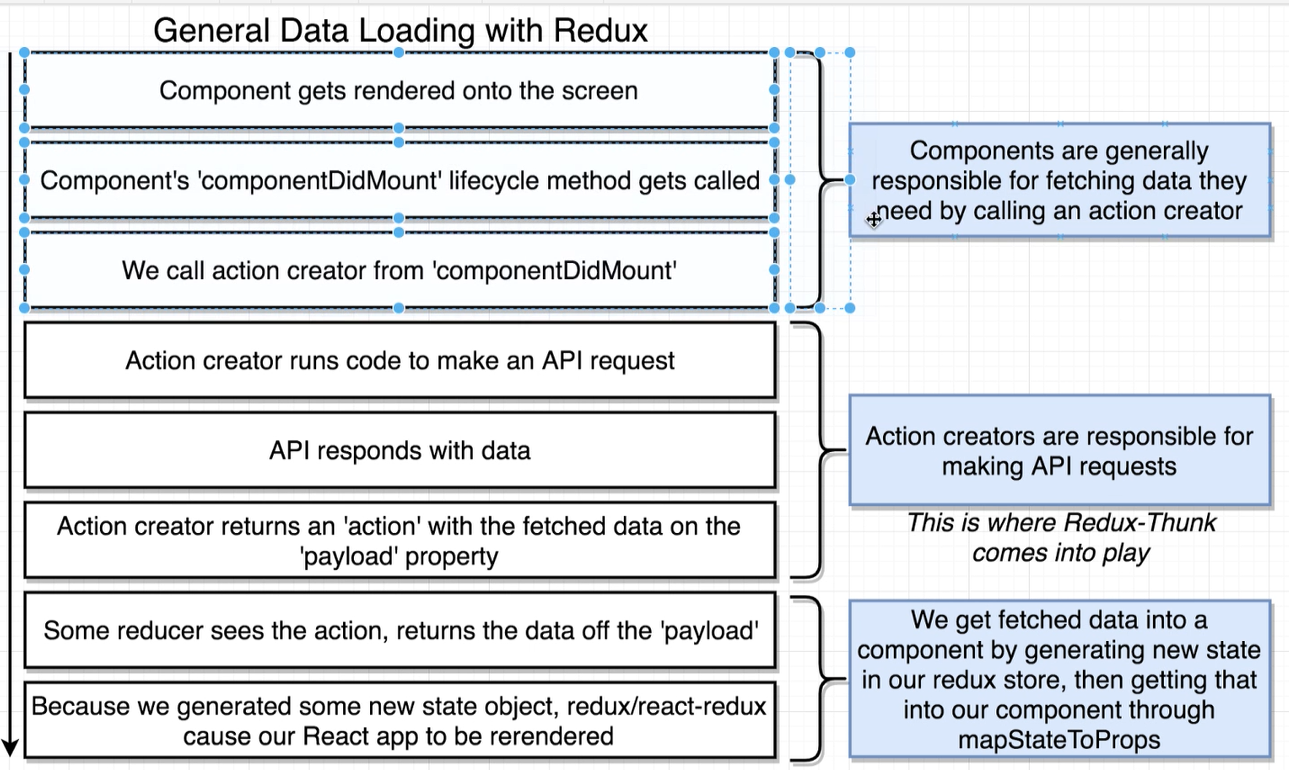 General Data Loading with Redux
Component gets rendered onto the screen
Component's 'componentDidMount' lifecycle method gets called
We call action creator from 'componentDidMount'
Components are generally
responsible for fetching data they
need by calling an action creator
Action creator runs code to make an API request
API responds with data
Action creator returns an 'action' with the fetched data on the
'payload' property
Action creators are responsible for
making API requests
This is where Redux-Thunk
comes into play
Some reducer sees the action, returns the data off the 'payload'
Because we generated some new state object, redux/react-redux
cause our React app to be rerendered
We get fetched data into a
component by generating new state
in our redux store, then getting that
into our component through
mapStateToProps